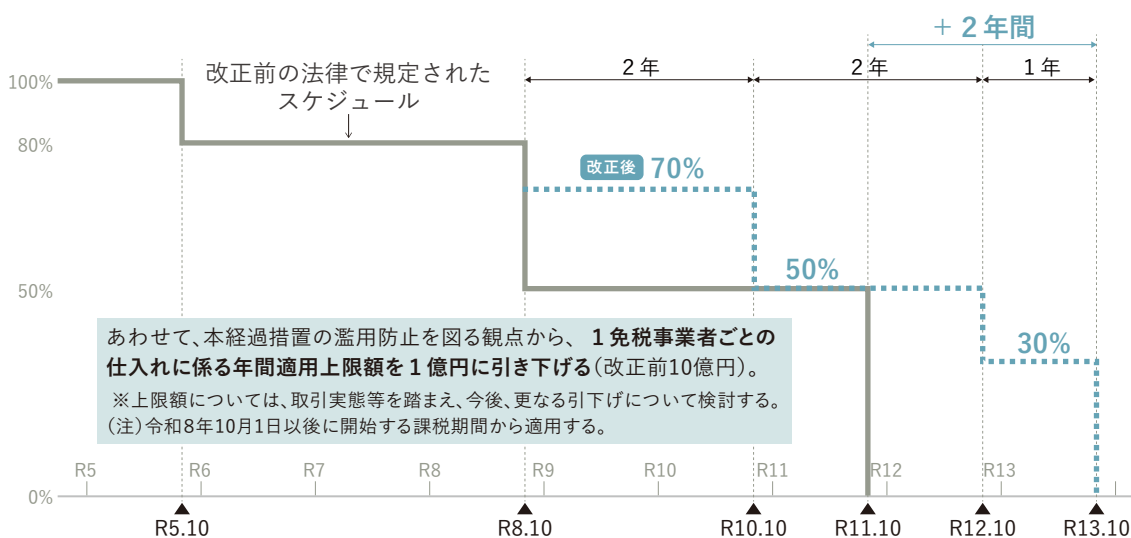 ＋２年間
２年
２年
１年
改正前の法律で規定された
スケジュール
100%
80%
改正後 70%
50%
50%
30%
あわせて、本経過措置の濫用防止を図る観点から、１免税事業者ごとの
仕入れに係る年間適用上限額を１億円に引き下げる（改正前10億円）。
※上限額については、取引実態等を踏まえ、今後、更なる引下げについて検討する。
（注）令和8年10月1日以後に開始する課税期間から適用する。
R5
R6
R7
R8
R9
R10
R11
R12
R13
0%
R5.10
R8.10
R10.10
R11.10
R12.10
R13.10